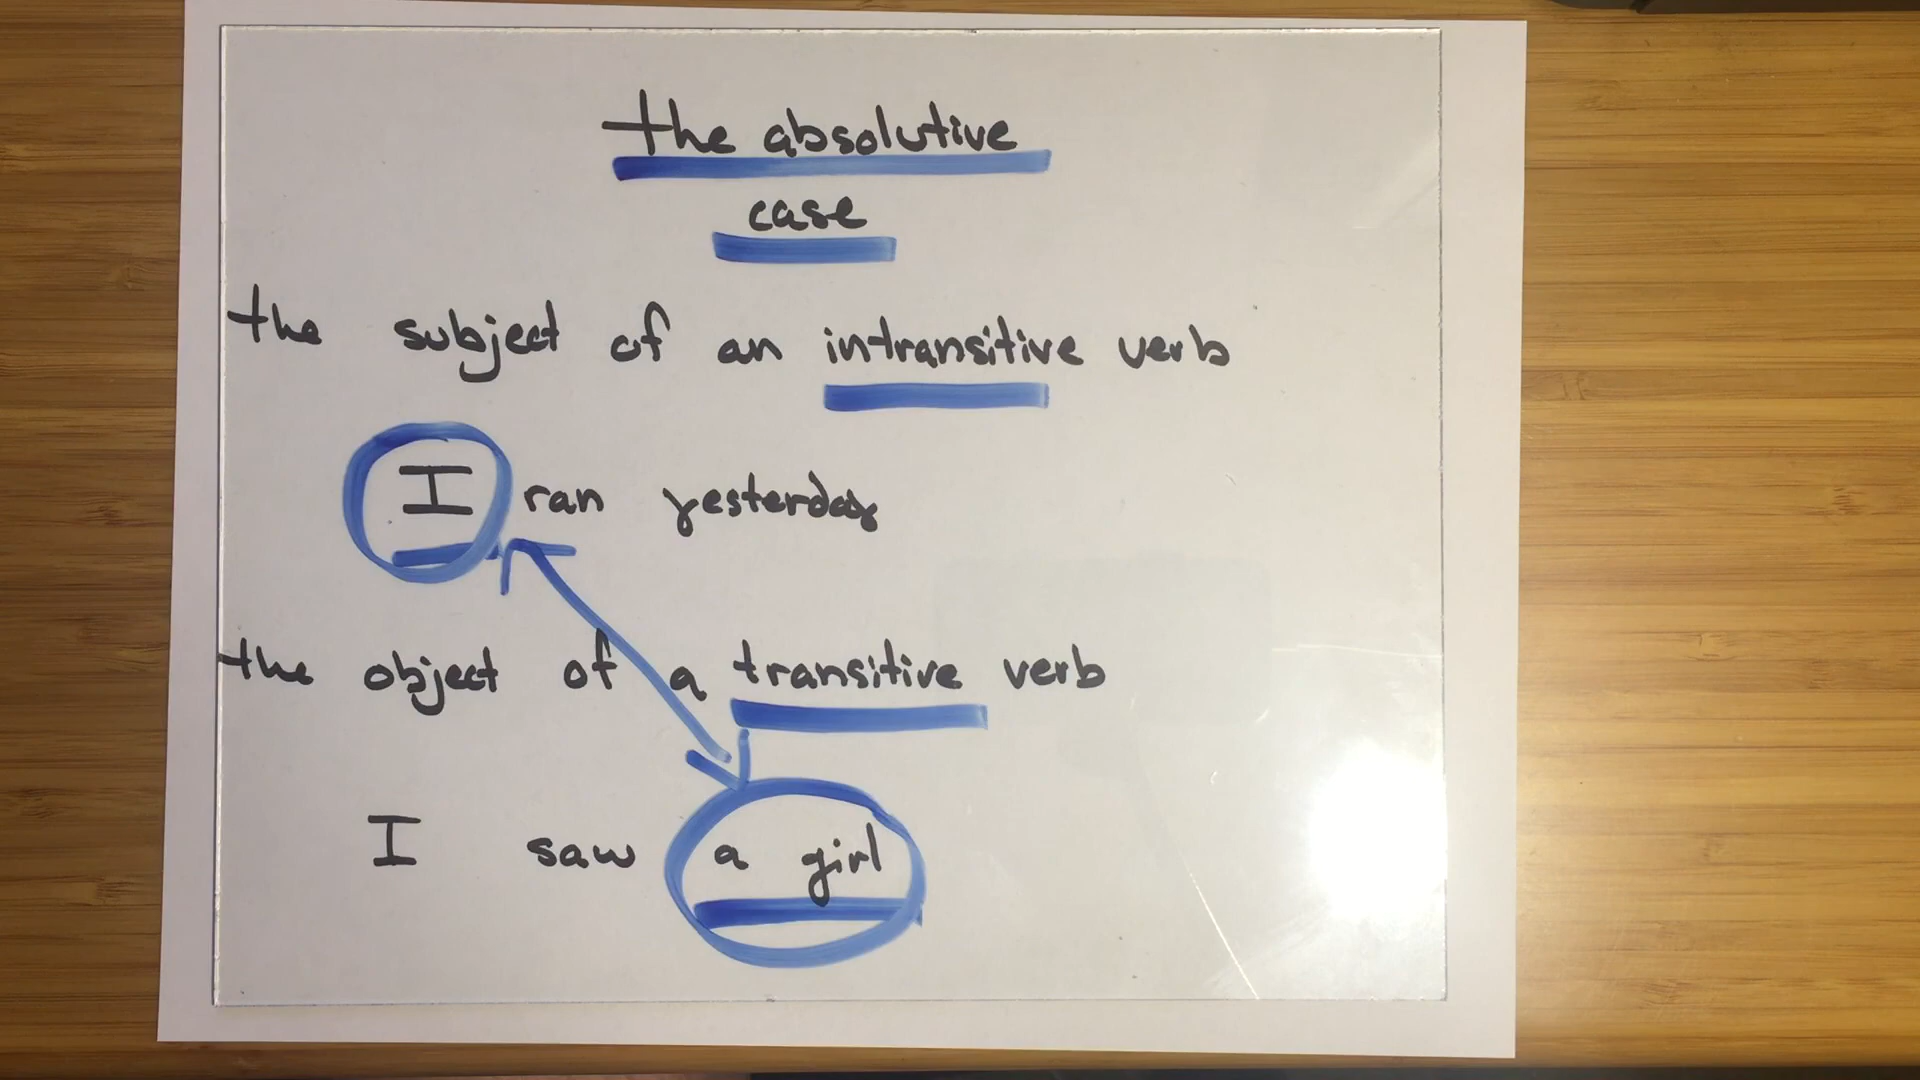 the absolutive
case
the subject of an intransitive verb
I ran yesterday
the object of a transitive verb
I saw a girl